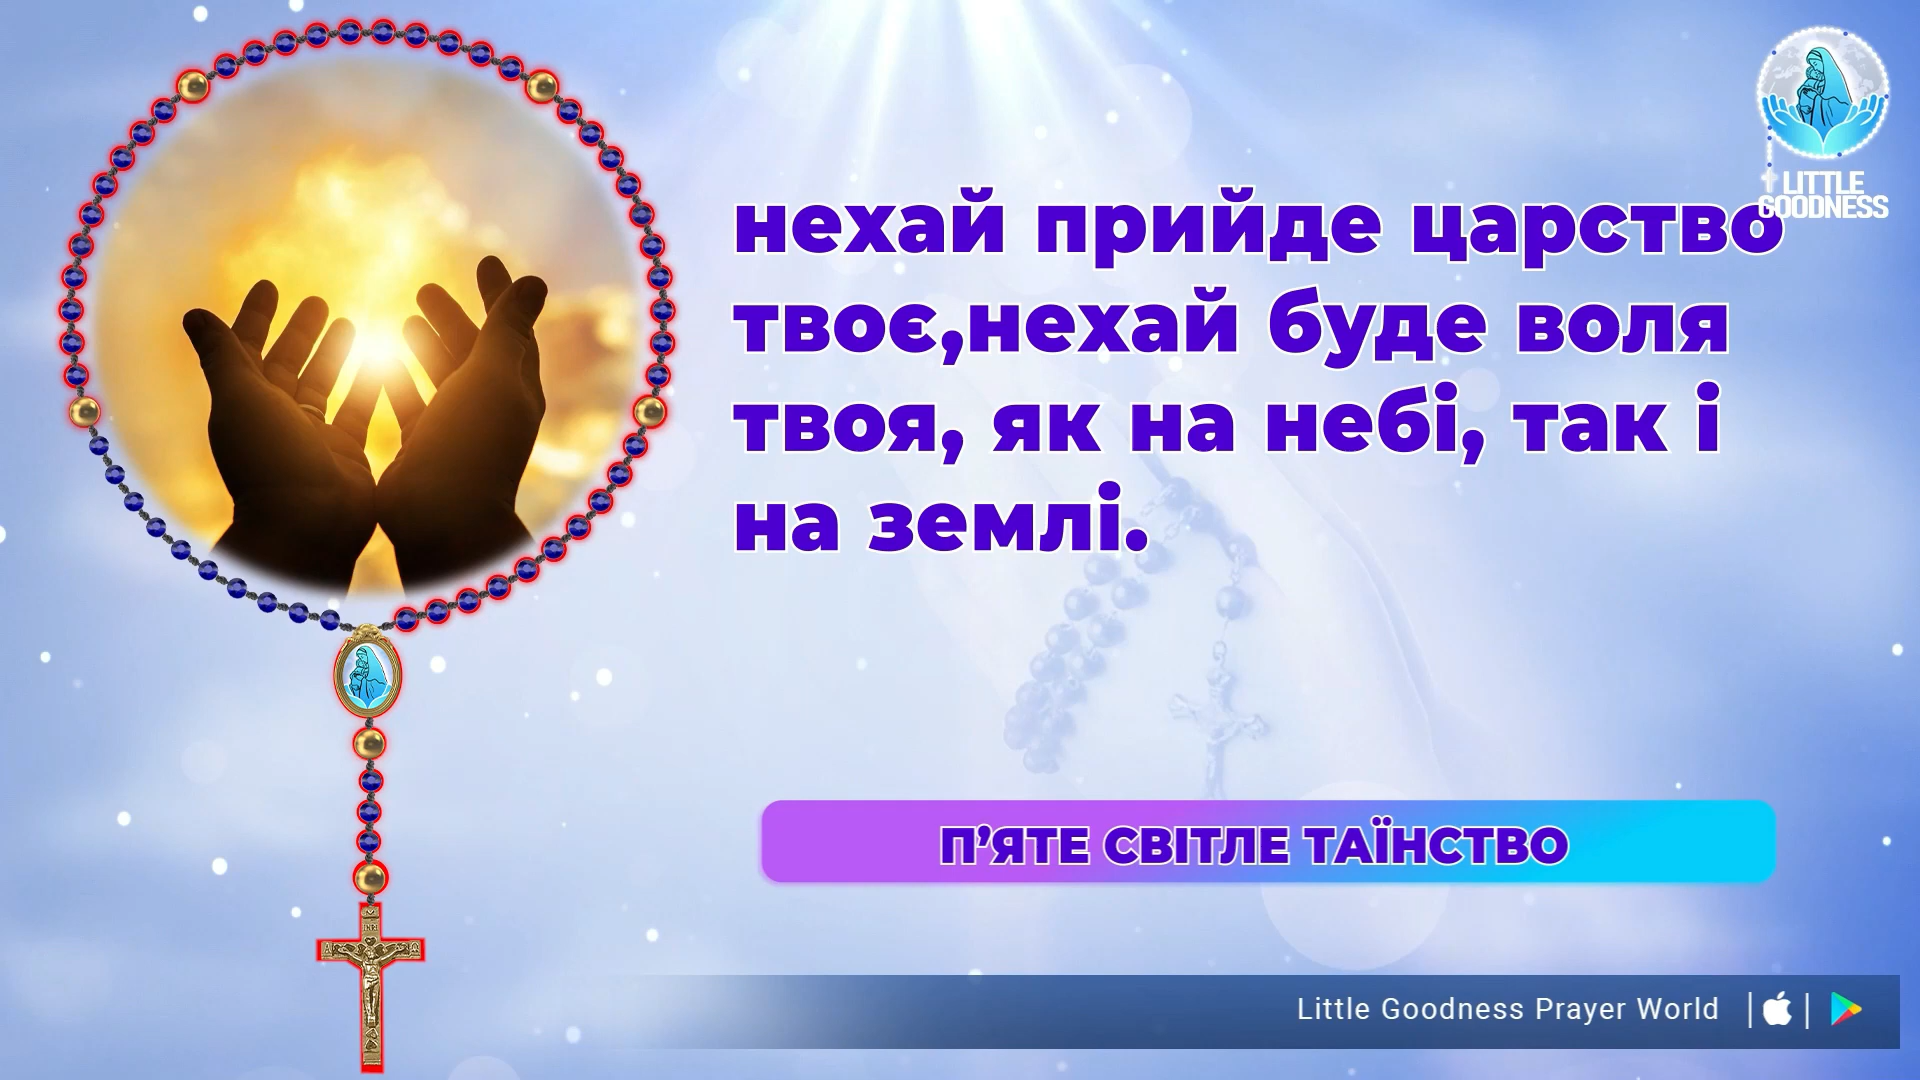 LITTLE
GOODNESS
нехай прийде царство
твоє,нехай буде воля
твоя, як на небі, так і
на землі.
П’ЯТЕ СВІТЛЕ ТАЇНСТВО
INRI
Little Goodness Prayer World